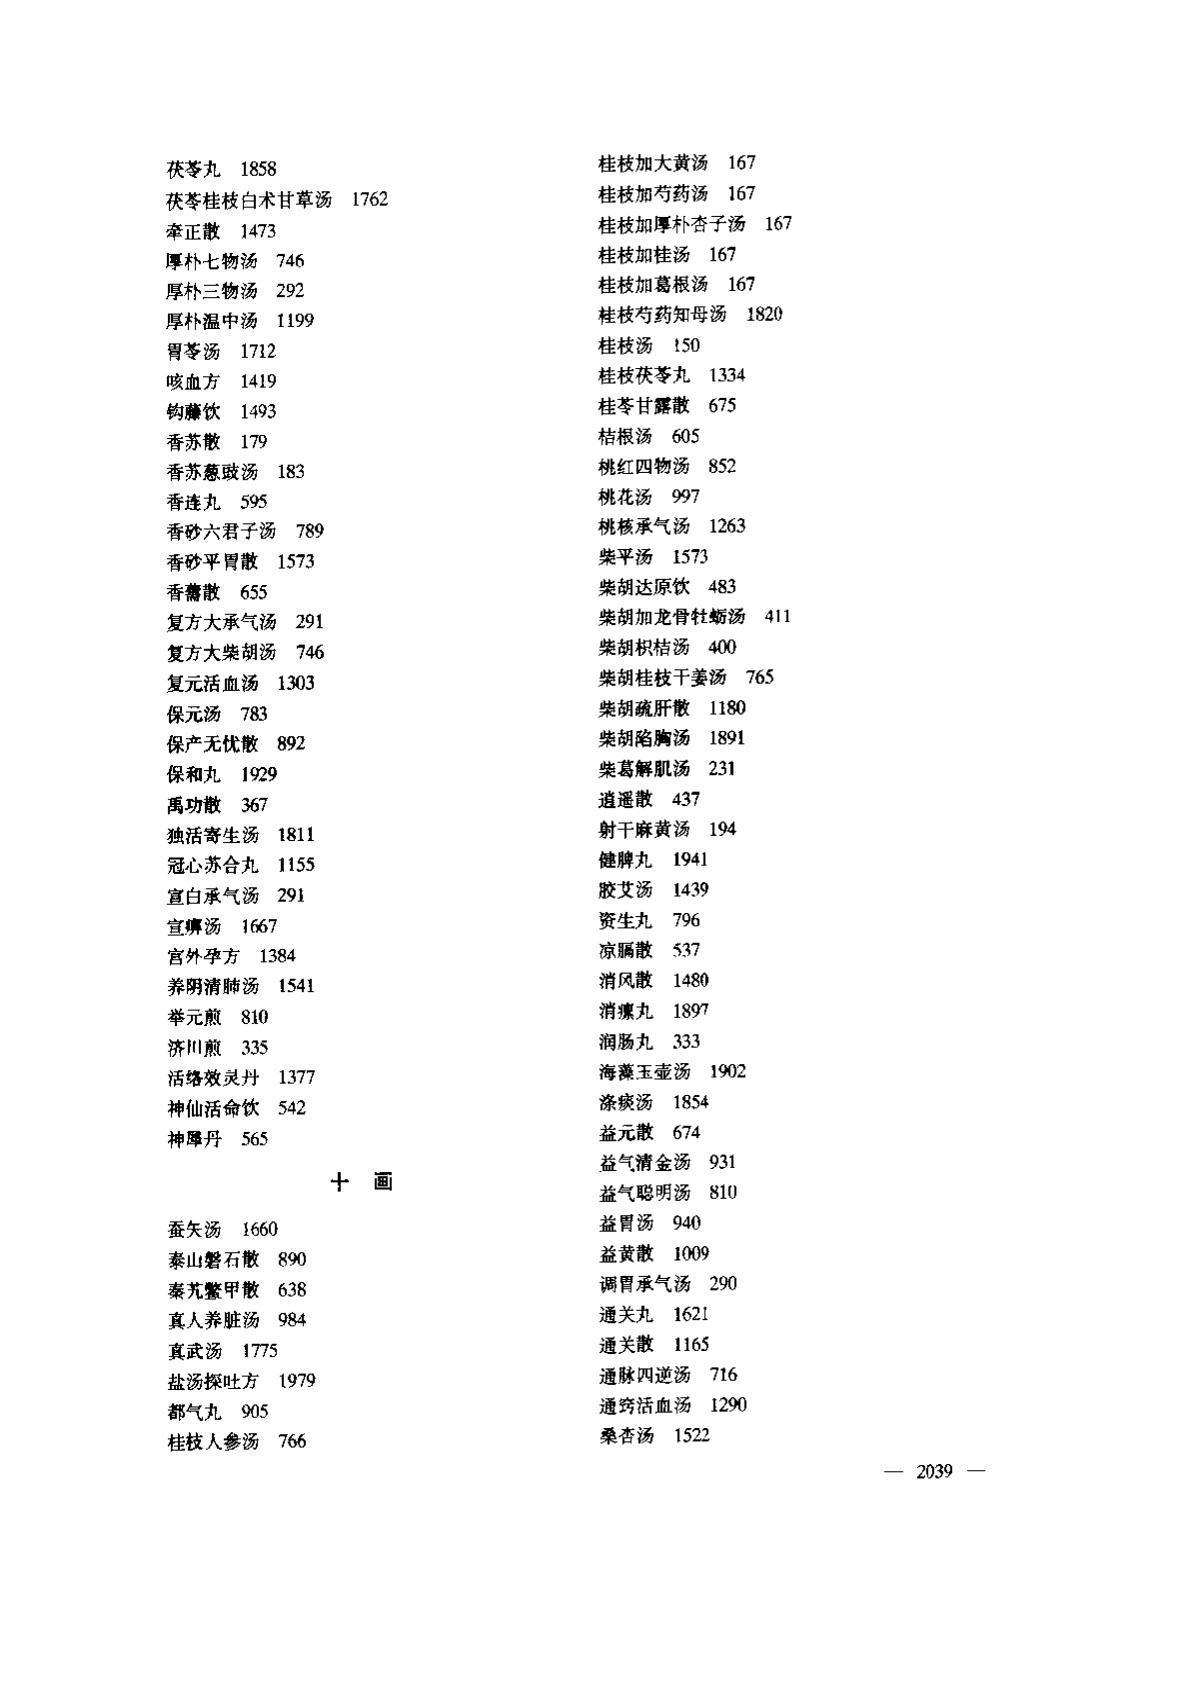 茯苓丸　1858
茯苓桂枝白术甘草汤　1762
牵正散　1473
厚朴七物汤　746
厚朴三物汤　292
厚朴温中汤　1199
胃苓汤　1712
咳血方　1419
钩藤饮　1493
香苏散　179
香苏葱豉汤　183
香连丸　595
香砂六君子汤　789
香砂平胃散　1573
香薷散　655
复方大承气汤　291
复方大柴胡汤　746
复元活血汤　1303
保元汤　783
保产无忧散　892
保和丸　1929
禹功散　367
独活寄生汤　1811
冠心苏合丸　1155
宣白承气汤　291
宣痹汤　1667
宫外孕方　1384
养阴清肺汤　1541
举元煎　810
济川煎　335
活络效灵丹　1377
神仙活命饮　542
神犀丹　565
十　画
蚕矢汤　1660
泰山磐石散　890
秦艽鳖甲散　638
真人养脏汤　984
真武汤　1775
盐汤探吐方　1979
都气丸　905
桂枝人参汤　766
桂枝加大黄汤　167
桂枝加芍药汤　167
桂枝加厚朴杏子汤　167
桂枝加桂汤　167
桂枝加葛根汤　167
桂枝芍药知母汤　1820
桂枝汤　150
桂枝茯苓丸　1334
桂苓甘露散　675
桔根汤　605
桃红四物汤　852
桃花汤　997
桃核承气汤　1263
柴平汤　1573
柴胡达原饮　483
柴胡加龙骨牡蛎汤　411
柴胡枳桔汤　400
柴胡桂枝干姜汤　765
柴胡疏肝散　1180
柴胡陷胸汤　1891
柴葛解肌汤　231
逍遥散　437
射干麻黄汤　194
健脾丸　1941
胶艾汤　1439
资生丸　796
凉膈散　537
消风散　1480
消瘰丸　1897
润肠丸　333
海藻玉壶汤　1902
涤痰汤　1854
益元散　674
益气清金汤　931
益气聪明汤　810
益胃汤　940
益黄散　1009
调胃承气汤　290
通关丸　1621
通关散　1165
通脉四逆汤　716
通窍活血汤　1290
桑杏汤　1522
— 2039 —